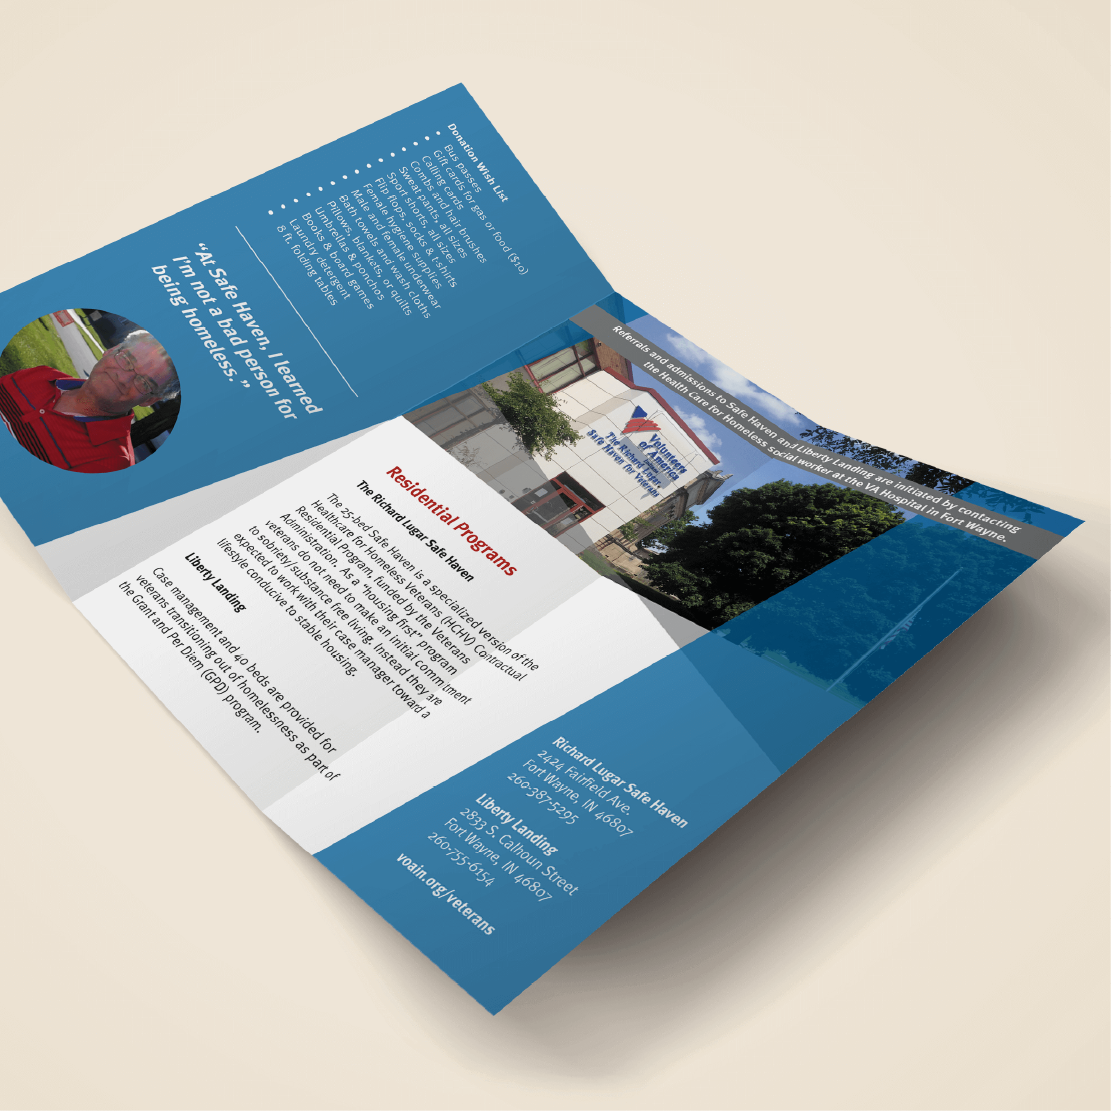 Donation Wish List
• Bus passes
• Gift cards for gas or food ($10)
• Calling cards
• Combs and hair brushes
• Sweat pants, all sizes
• Sport shorts, all sizes
• Flip flops, socks & t-shirts
• Female hygiene supplies
• Male and female underwear
• Bath towels and wash cloths
• Pillows, blankets, or quilts
• Umbrellas & ponchos
• Books & board games
• Laundry detergent
• 8 ft. folding tables
“At Safe Haven, I learned
I'm not a bad person for
being homeless.”
Referrals and admissions to Safe Haven and Liberty Landing are initiated by contacting
the Health Care for Homeless social worker at the VA Hospital in Fort Wayne.
Volunteers
of America
The Richard Lugar
Safe Haven for Veterans
Residential Programs
The Richard Lugar Safe Haven
The 25-bed Safe Haven is a specialized version of the
Healthcare for Homeless Veterans (HCHV) Contractual
Residential Program, funded by the Veterans
Administration. As a “housing first” program
veterans do not need to make an initial commitment
to sobriety/substance free living. Instead they are
expected to work with their case manager toward a
lifestyle conducive to stable housing.
Liberty Landing
Case management and 40 beds are provided for
veterans transitioning out of homelessness as part of
the Grant and Per Diem (GPD) program.
Richard Lugar Safe Haven
2424 Fairfield Ave.
Fort Wayne, IN 46807
260-387-5295
Liberty Landing
2833 S. Calhoun Street
Fort Wayne, IN 46807
260-755-6154
voain.org/veterans